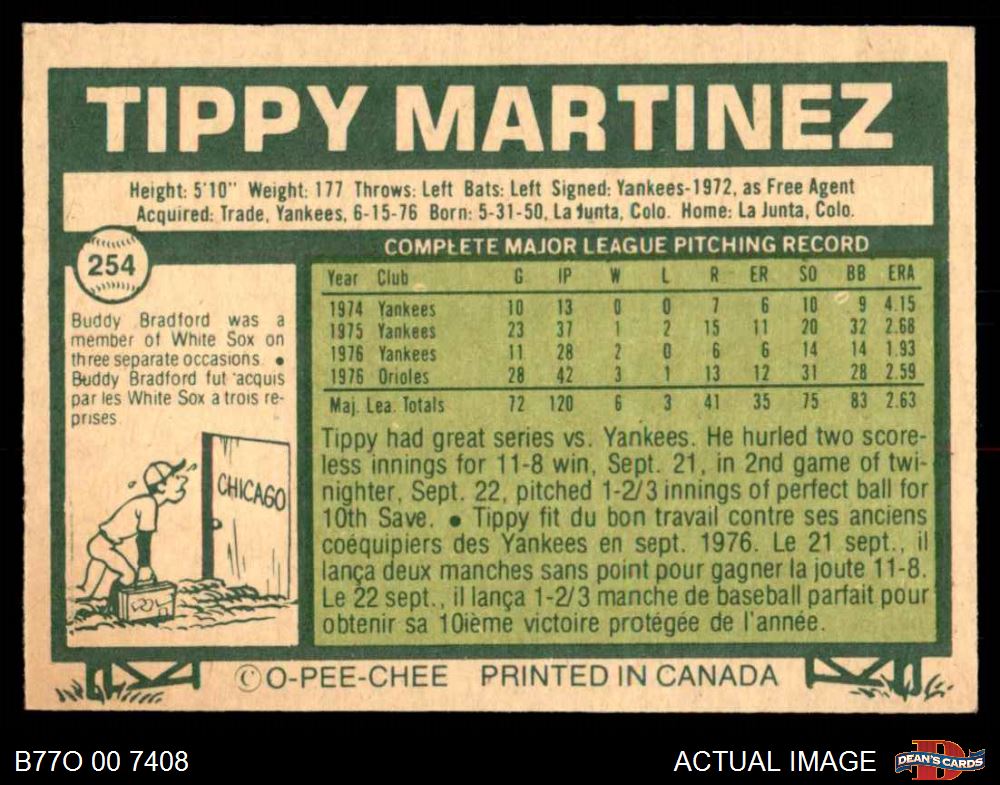 TIPPY MARTINEZ
Height: 5'10" Weight: 177 Throws: Left Bats: Left Signed: Yankees-1972, as Free Agent
Acquired: Trade, Yankees, 6-15-76 Born: 5-31-50, La Junta, Colo. Home: La Junta, Colo.
254
Buddy Bradford was a
member of White Sox on
three separate occasions. ●
Buddy Bradford fut acquis
par les White Sox a trois re-
prises
CHICAGO
COMPLETE MAJOR LEAGUE PITCHING RECORD
Year Club G IP W L R ER SO BB ERA
1974 Yankees 10 13 0 0 7 6 10 9 4.15
1975 Yankees 23 37 1 2 15 11 20 32 2.68
1976 Yankees 11 28 2 0 6 6 14 14 1.93
1976 Orioles 28 42 3 1 13 12 31 28 2.59
Maj. Lea. Totals 72 120 6 3 41 35 75 83 2.63
Tippy had great series vs. Yankees. He hurled two score-
less innings for 11-8 win, Sept. 21, in 2nd game of twi-
nighter, Sept. 22, pitched 1-2/3 innings of perfect ball for
10th Save. ● Tippy fit du bon travail contre ses anciens
coéquipiers des Yankees en sept. 1976. Le 21 sept., il
lança deux manches sans point pour gagner la joute 11-8.
Le 22 sept., il lança 1-2/3 manche de baseball parfait pour
obtenir sa 10ième victoire protégée de l'année.
© O-PEE-CHEE PRINTED IN CANADA
B77O 00 7408
ACTUAL IMAGE
DEAN'S CARDS